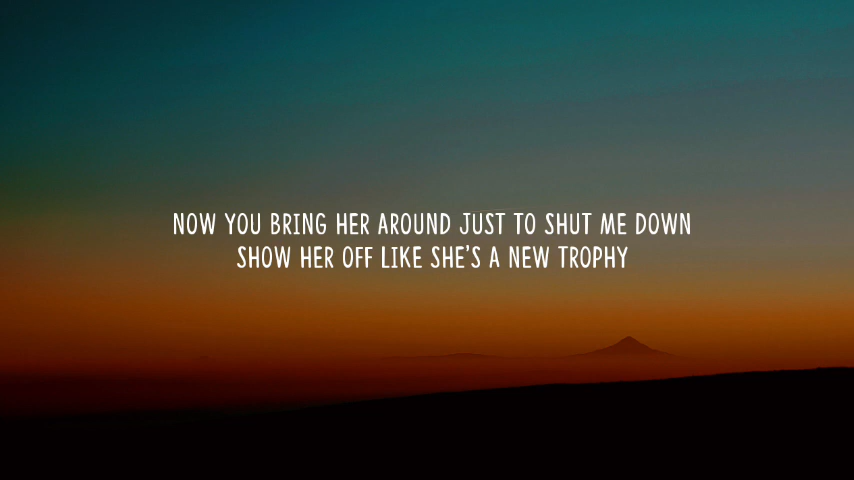 NOW YOU BRING HER AROUND JUST TO SHUT ME DOWN
SHOW HER OFF LIKE SHE'S A NEW TROPHY